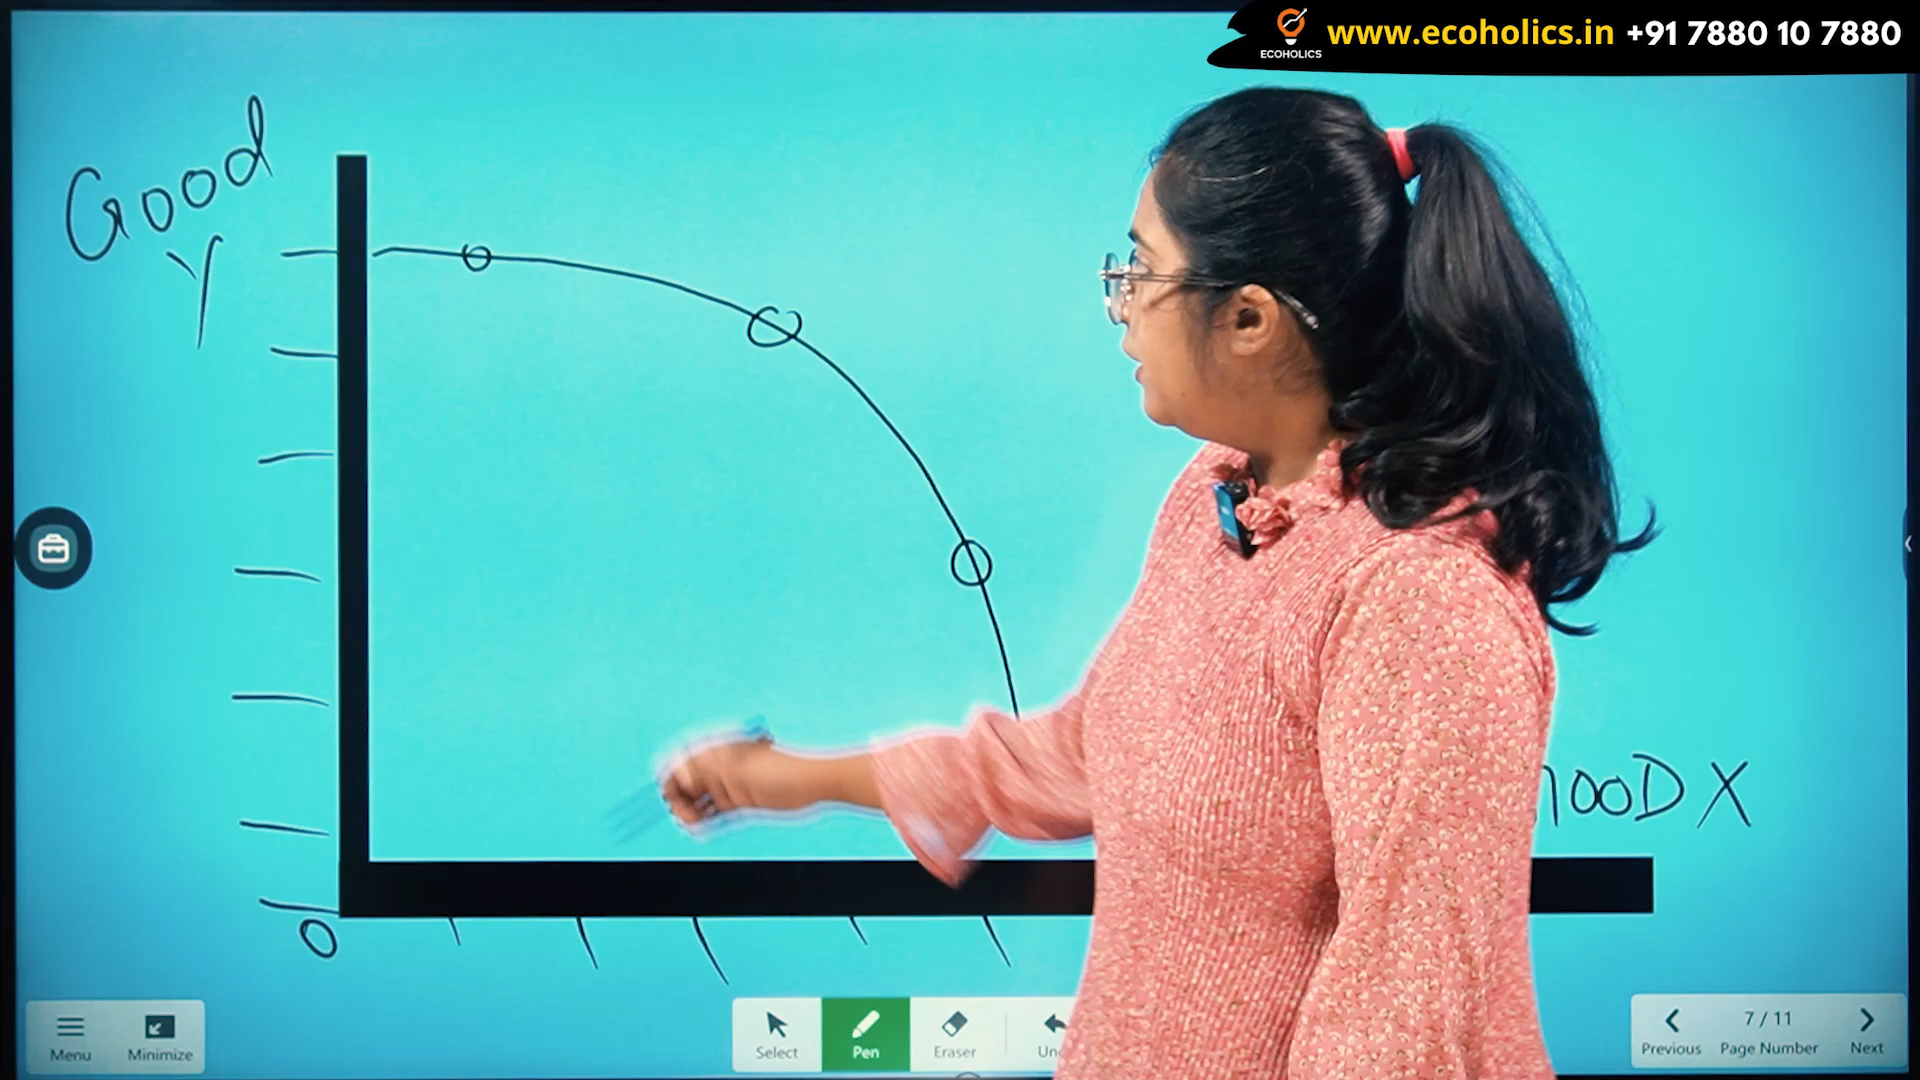 www.ecoholics.in +91 7880 10 7880
ECOHOLICS
Good
Y
OOD X
O
Menu
Minimize
Select
Pen
Eraser
Un
7 / 11
Previous
Page Number
Next